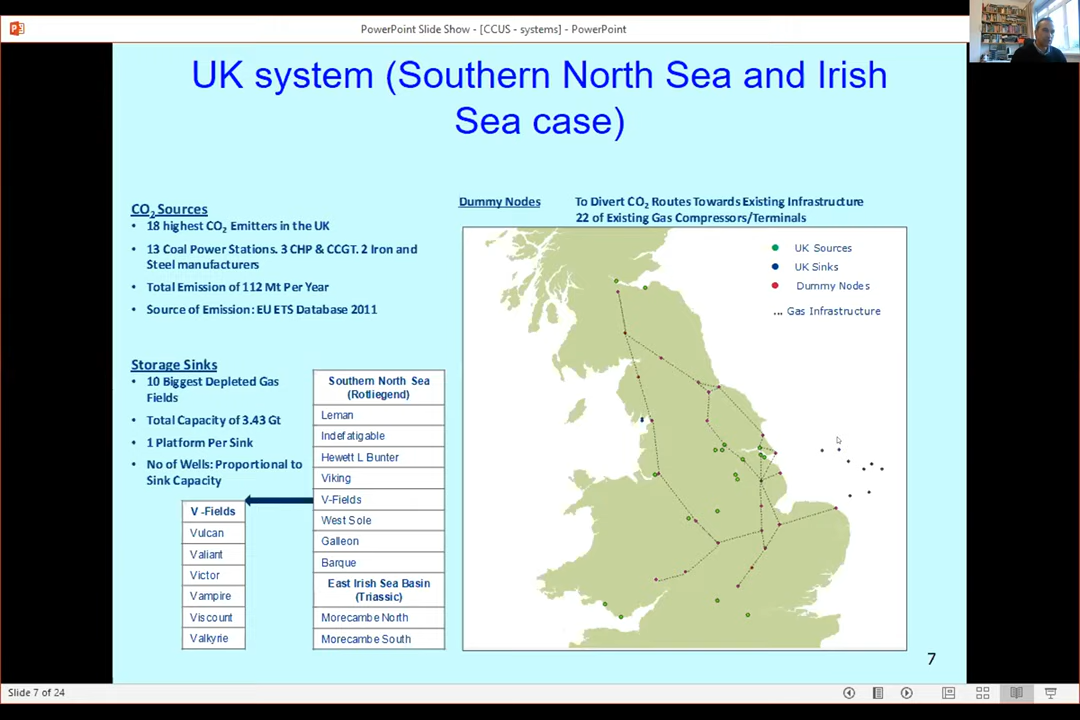 PowerPoint Slide Show - [CCUS - systems] - PowerPoint
UK system (Southern North Sea and Irish
Sea case)
CO2 Sources
• 18 highest CO2 Emitters in the UK
• 13 Coal Power Stations. 3 CHP & CCGT. 2 Iron and
Steel manufacturers
• Total Emission of 112 Mt Per Year
• Source of Emission: EU ETS Database 2011
Storage Sinks
• 10 Biggest Depleted Gas
Fields
• Total Capacity of 3.43 Gt
• 1 Platform Per Sink
• No of Wells: Proportional to
Sink Capacity
V -Fields
Vulcan
Valiant
Victor
Vampire
Viscount
Valkyrie
Southern North Sea
(Rotliegend)
Leman
Indefatigable
Hewett L Bunter
Viking
V-Fields
West Sole
Galleon
Barque
East Irish Sea Basin
(Triassic)
Morecambe North
Morecambe South
Dummy Nodes
To Divert CO2 Routes Towards Existing Infrastructure
22 of Existing Gas Compressors/Terminals
UK Sources
UK Sinks
Dummy Nodes
... Gas Infrastructure
7
Slide 7 of 24